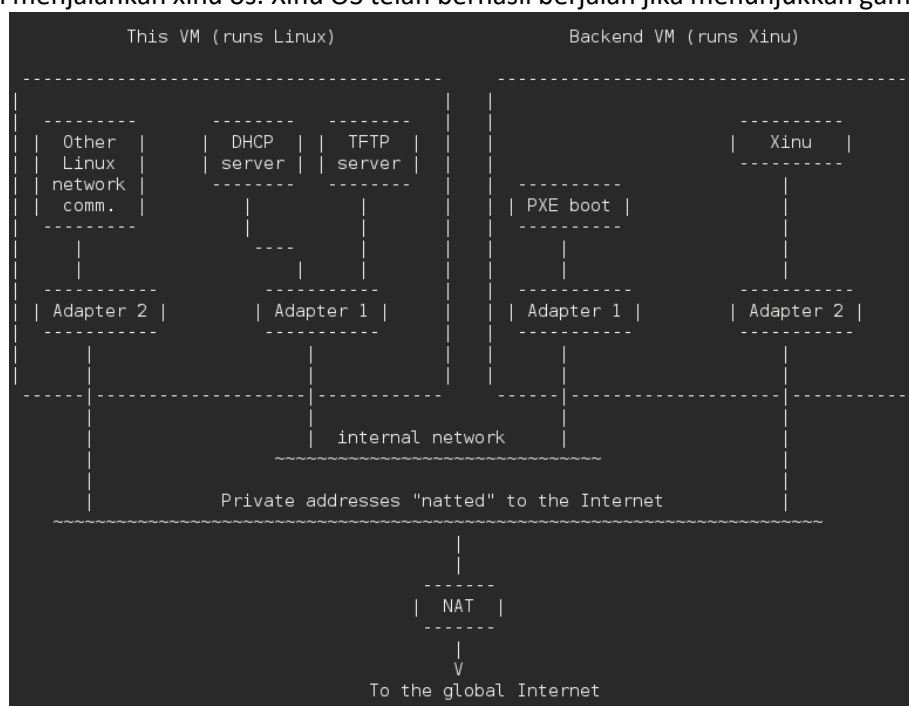 menjalankan xinu os. Xinu OS telah berhasil berjalan jika menunjukkan
This VM (runs Linux) Backend VM (runs Xinu)
Other DHCP TFTP Xinu
Linux server server
network
comm. PXE boot
Adapter 2 Adapter 1 Adapter 1 Adapter 2
internal network
Private addresses "natted" to the Internet
NAT
V
To the global Internet